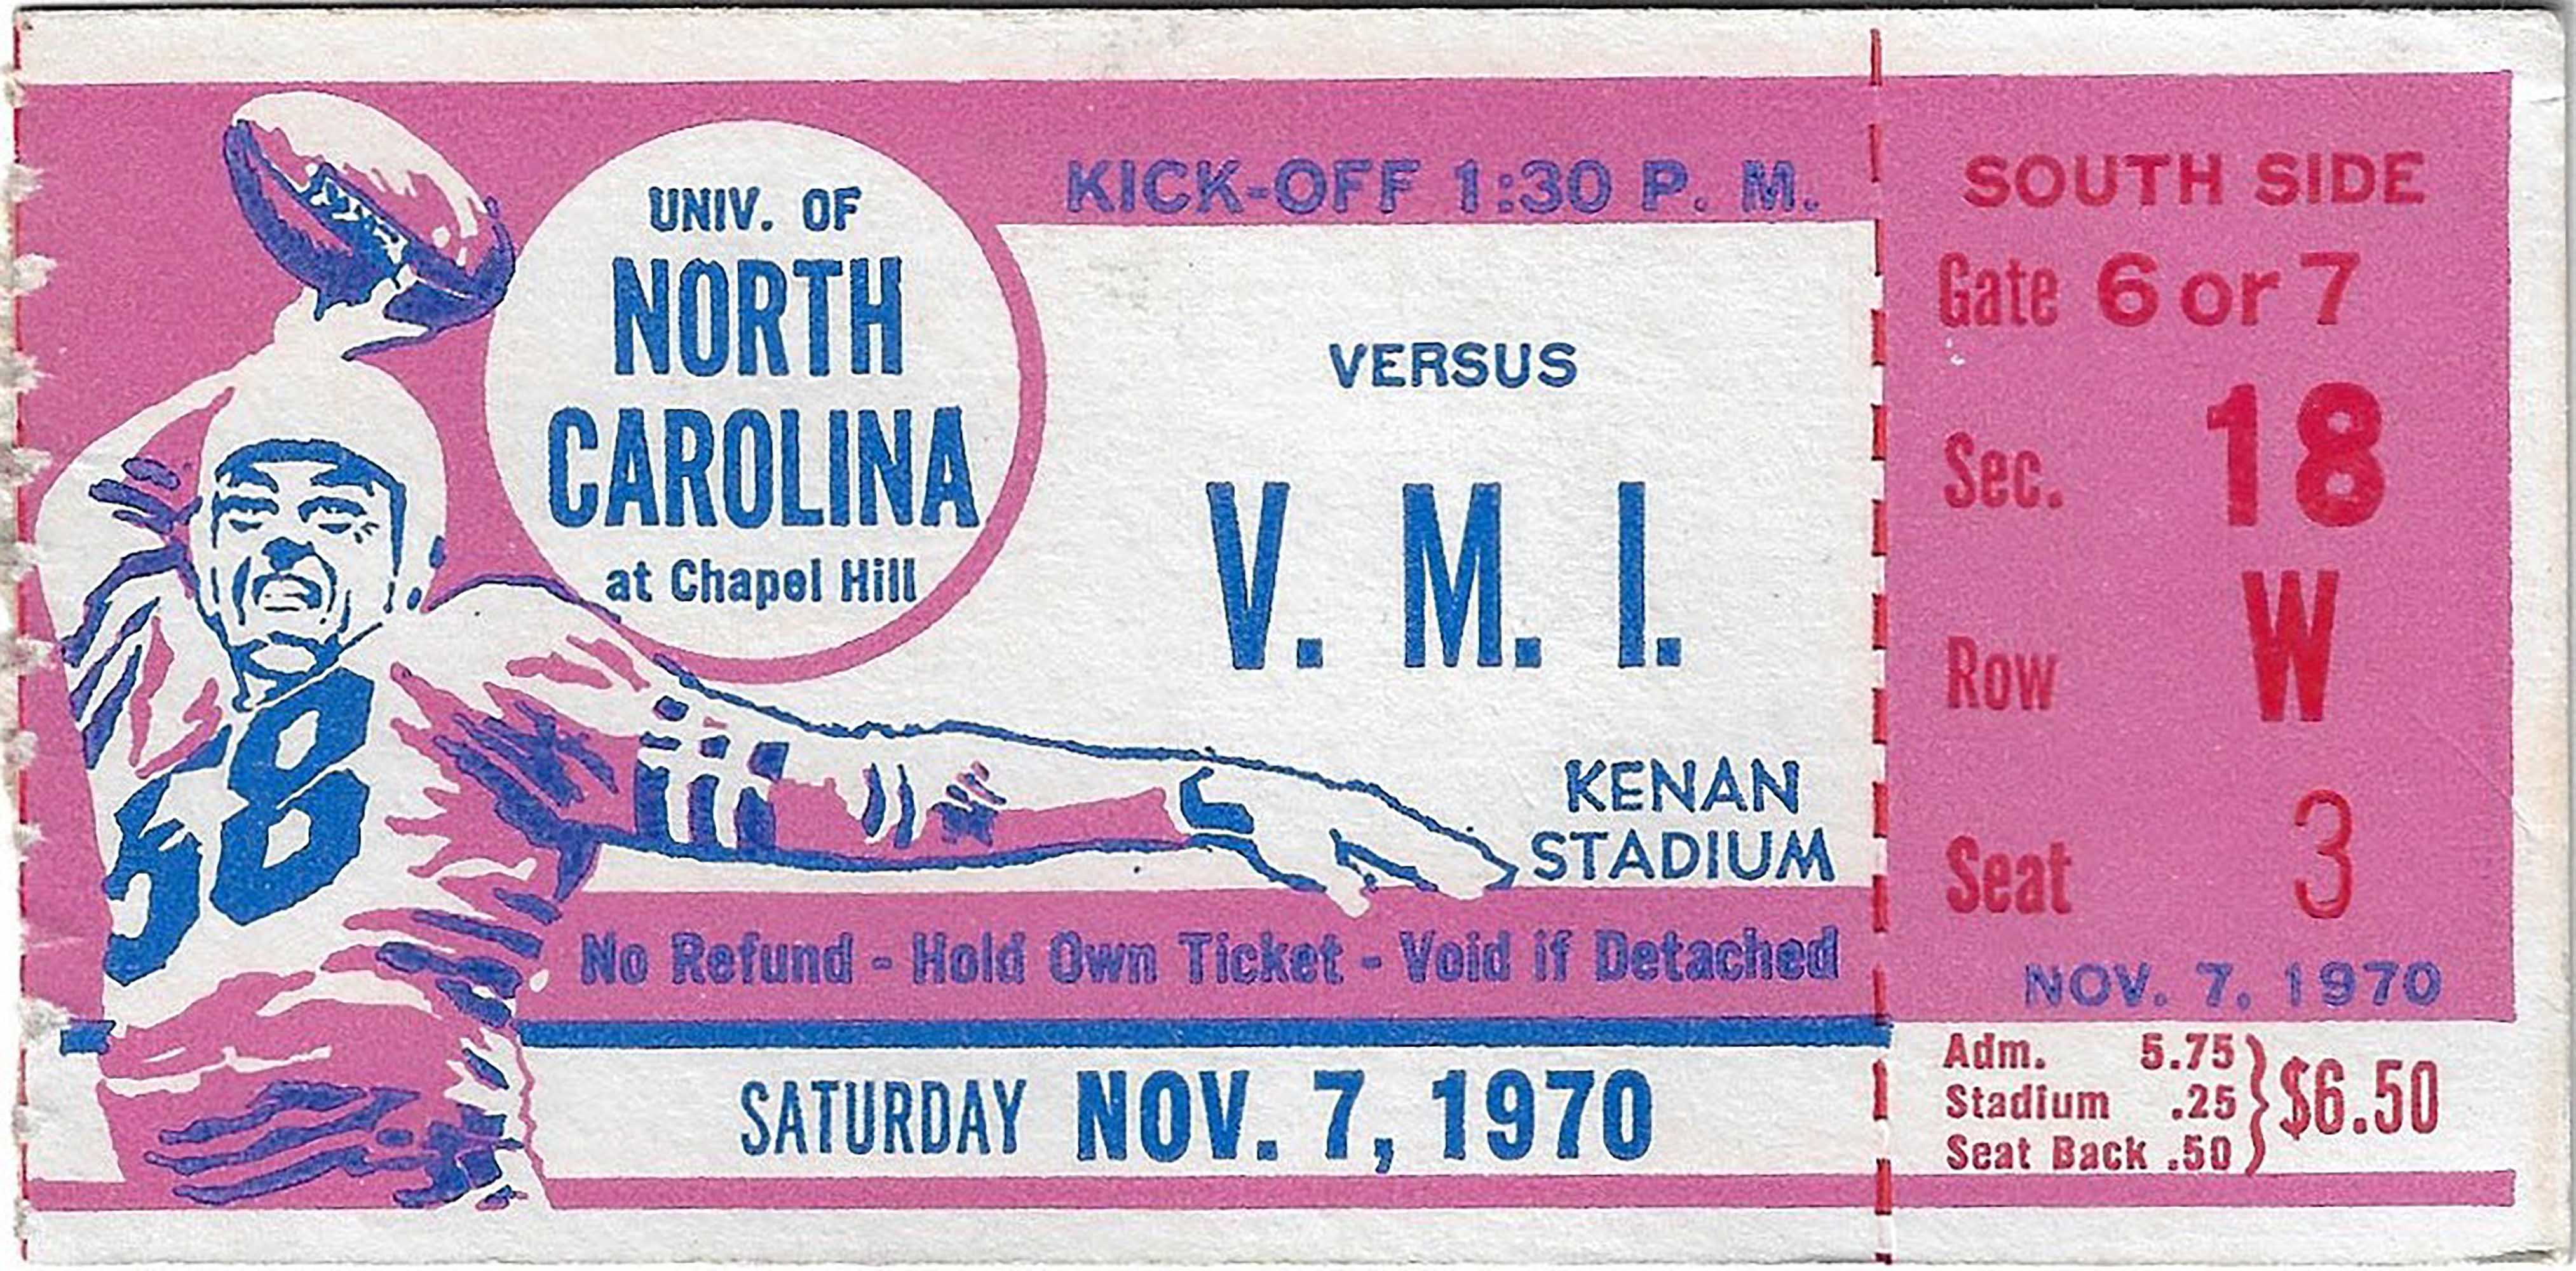 UNIV. OF
NORTH
CAROLINA
at Chapel Hill
KICK-OFF 1:30 P. M.
VERSUS
V. M. I.
KENAN
STADIUM
50
No Refund - Hold Own Ticket - Void if Detached
SATURDAY NOV. 7, 1970
SOUTH SIDE
Gate 6 or 7
Sec. 18
Row W
Seat 3
NOV. 7, 1970
Adm. 5.75
Stadium .25
Seat Back .50
$6.50